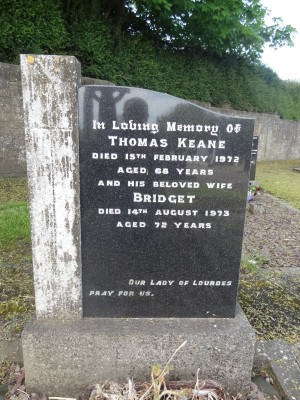 In Loving Memory of
THOMAS KEANE
DIED 15TH FEBRUARY 1972
AGED 68 YEARS
AND HIS BELOVED WIFE
BRIDGET
DIED 14TH AUGUST 1973
AGED 72 YEARS
OUR LADY OF LOURDES
PRAY FOR US.